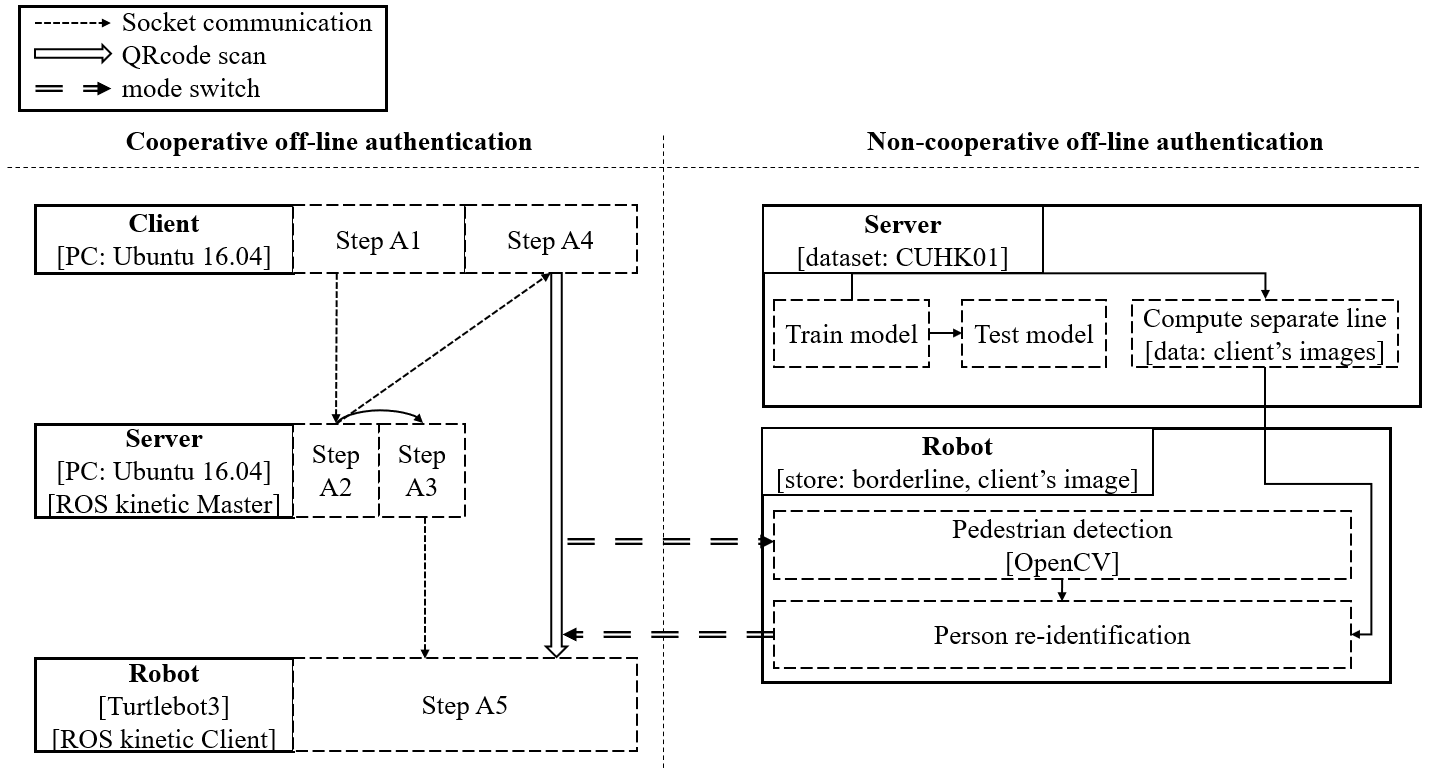 Socket communication
QRcode scan
mode switch
Cooperative off-line authentication
Non-cooperative off-line authentication
Client
[PC: Ubuntu 16.04]
Step A1
Step A4
Server
[PC: Ubuntu 16.04]
[ROS kinetic Master]
Step
A2
Step
A3
Robot
[Turtlebot3]
[ROS kinetic Client]
Step A5
Server
[dataset: CUHK01]
Train model
Test model
Compute separate line
[data: client's images]
Robot
[store: borderline, client's image]
Pedestrian detection
[OpenCV]
Person re-identification